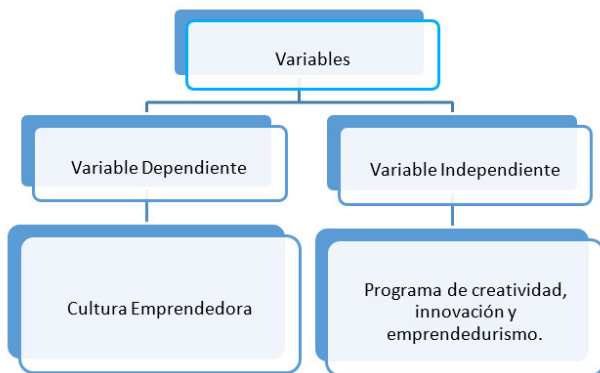 Variables
Variable Dependiente
Variable Independiente
Cultura Emprendedora
Programa de creatividad,
innovación y
emprendedurismo.